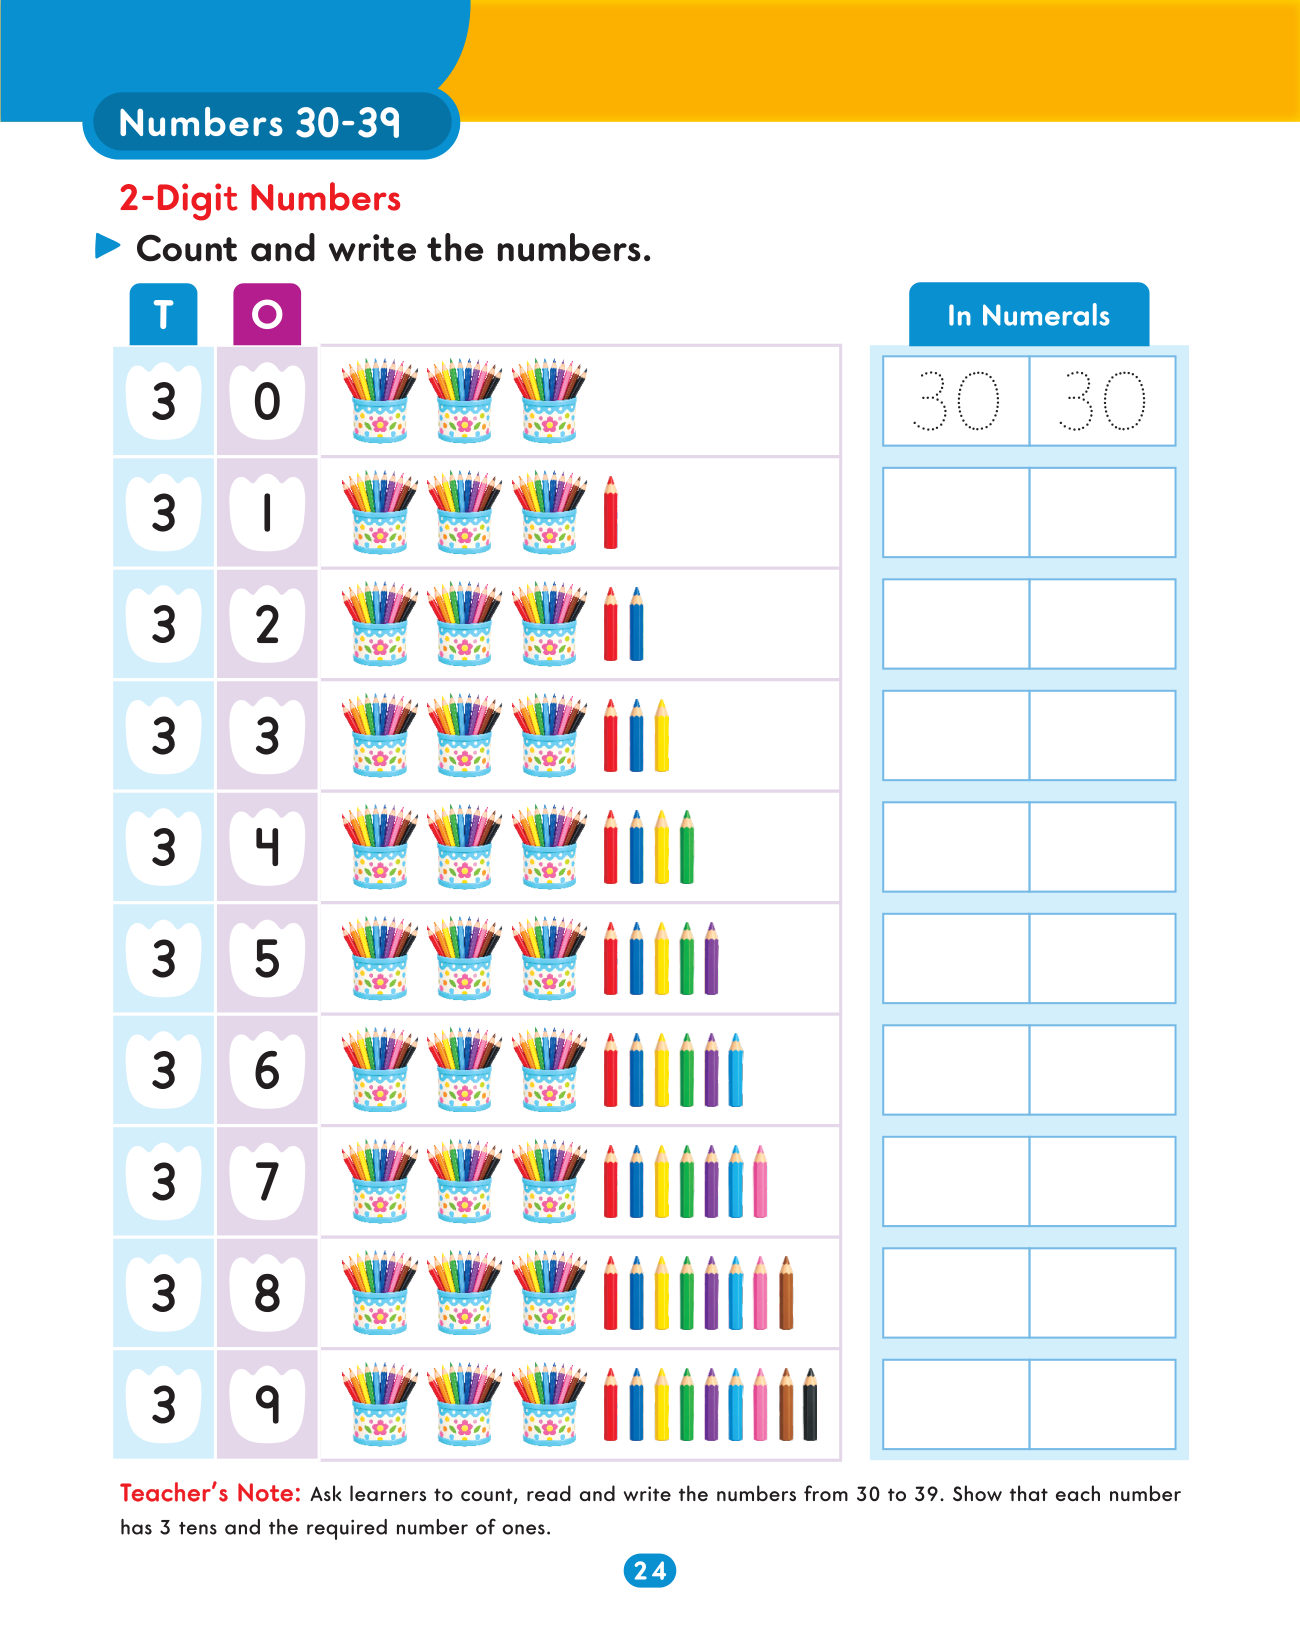 Numbers 30-39
2-Digit Numbers
Count and write the numbers.
T O In Numerals
3 0 30 30
3 1
3 2
3 3
3 4
3 5
3 6
3 7
3 8
3 9
Teacher's Note: Ask learners to count, read and write the numbers from 30 to 39. Show that each number
has 3 tens and the required number of ones.
24